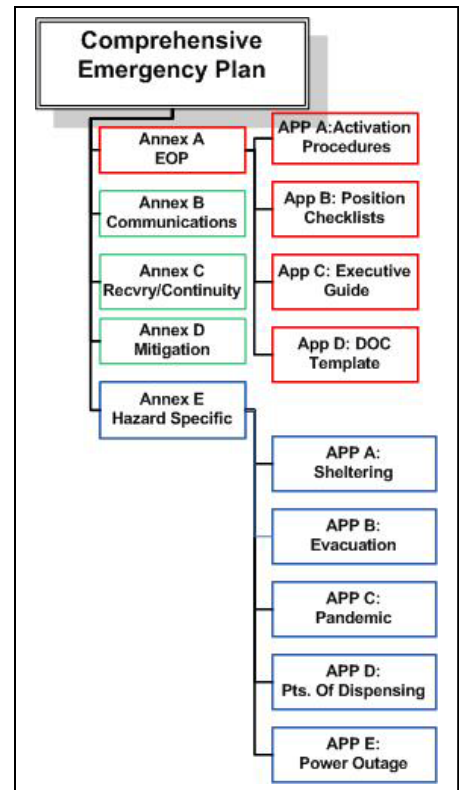 Comprehensive
Emergency Plan
Annex A
EOP
APP A:Activation
Procedures
App B: Position
Checklists
App C: Executive
Guide
App D: DOC
Template
Annex B
Communications
Annex C
Recvry/Continuity
Annex D
Mitigation
Annex E
Hazard Specific
APP A:
Sheltering
APP B:
Evacuation
APP C:
Pandemic
APP D:
Pts. Of Dispensing
APP E:
Power Outage